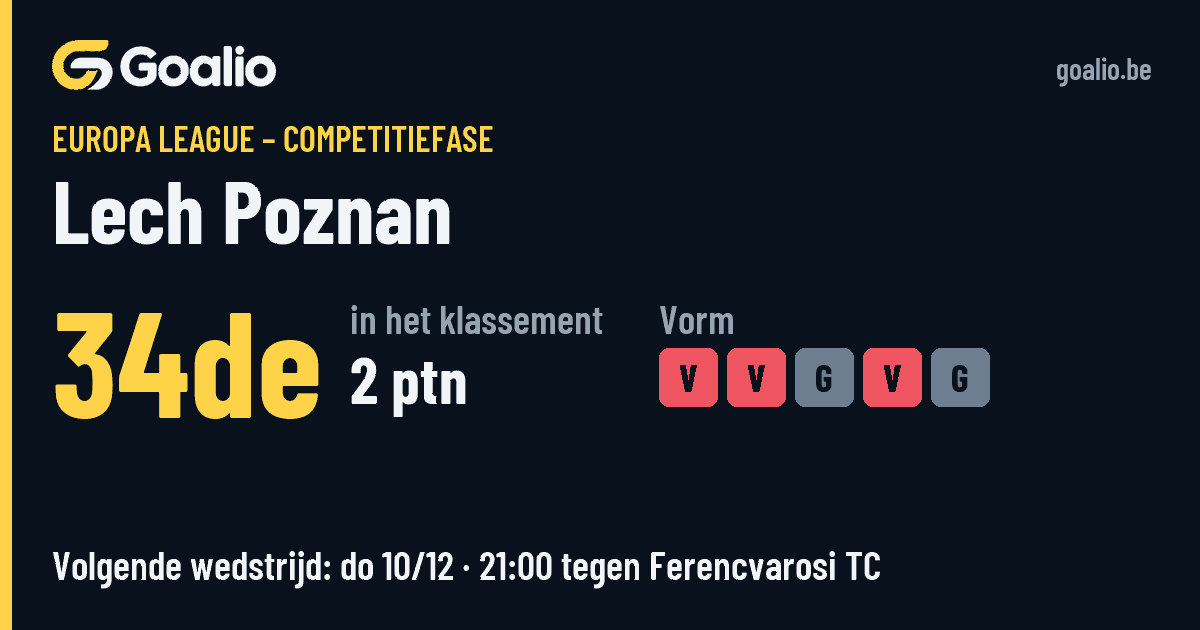 Goalio
goalio.be
EUROPA LEAGUE – COMPETITIEFASE
Lech Poznan
34de
in het klassement
2 ptn
Vorm
V V G V G
Volgende wedstrijd: do 10/12 · 21:00 tegen Ferencvarosi TC